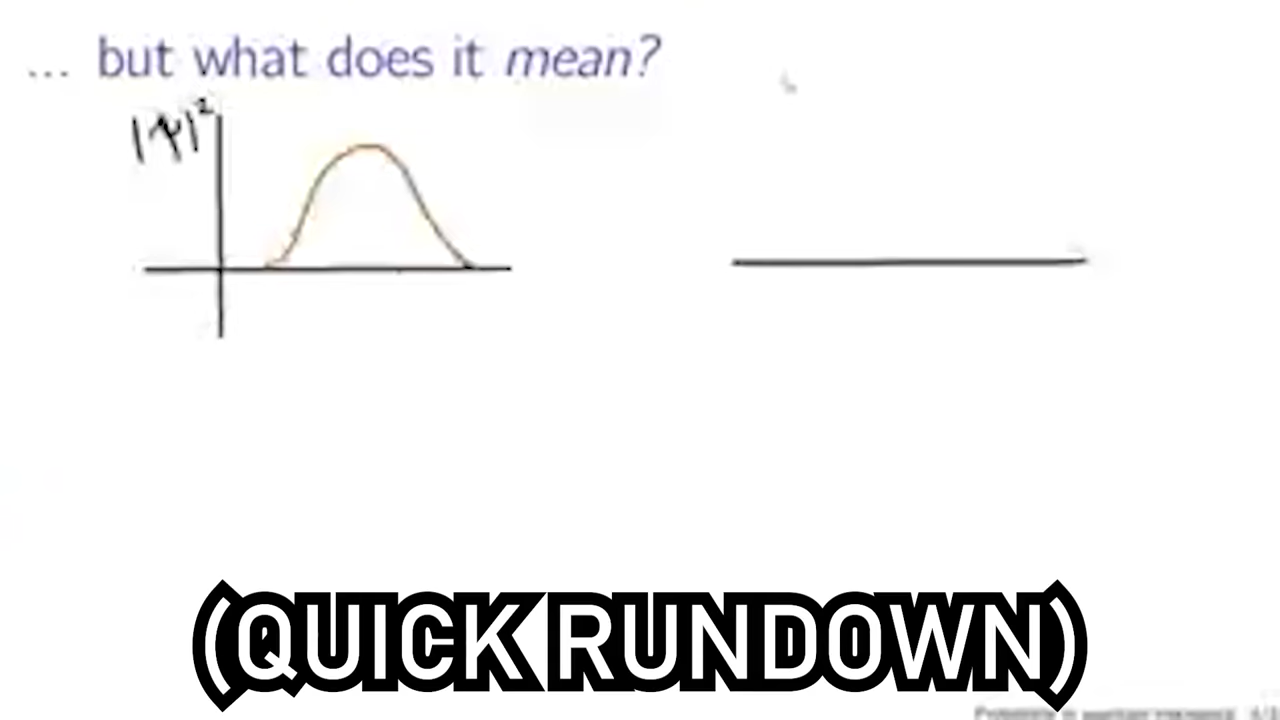 ... but what does it mean?
|ψ|²
(QUICK RUNDOWN)